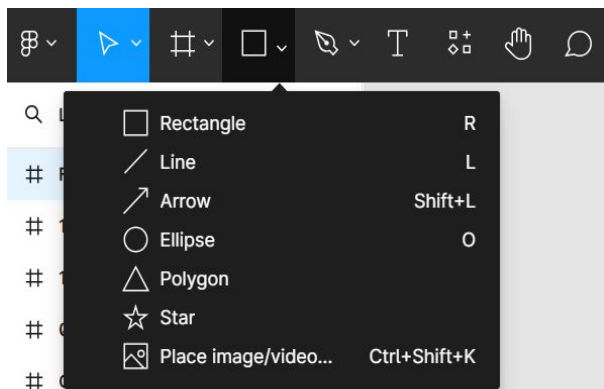 T
L
Rectangle R
Line L
Arrow Shift+L
Ellipse O
Polygon
Star
Place image/video... Ctrl+Shift+K